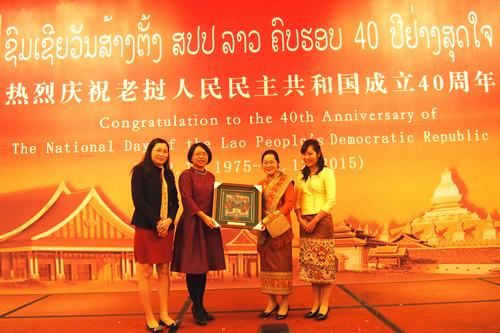 ຊົມເຊີຍວັນສ້າງຕັ້ງ ສປປ ລາວ ຄົບຮອບ 40 ປີຢ່າງສຸດໃຈ
热烈庆祝老挝人民民主共和国成立40周年
Congratulation to the 40th Anniversary of
The National Day of the Lao People's Democratic Republic
1975- 2015)